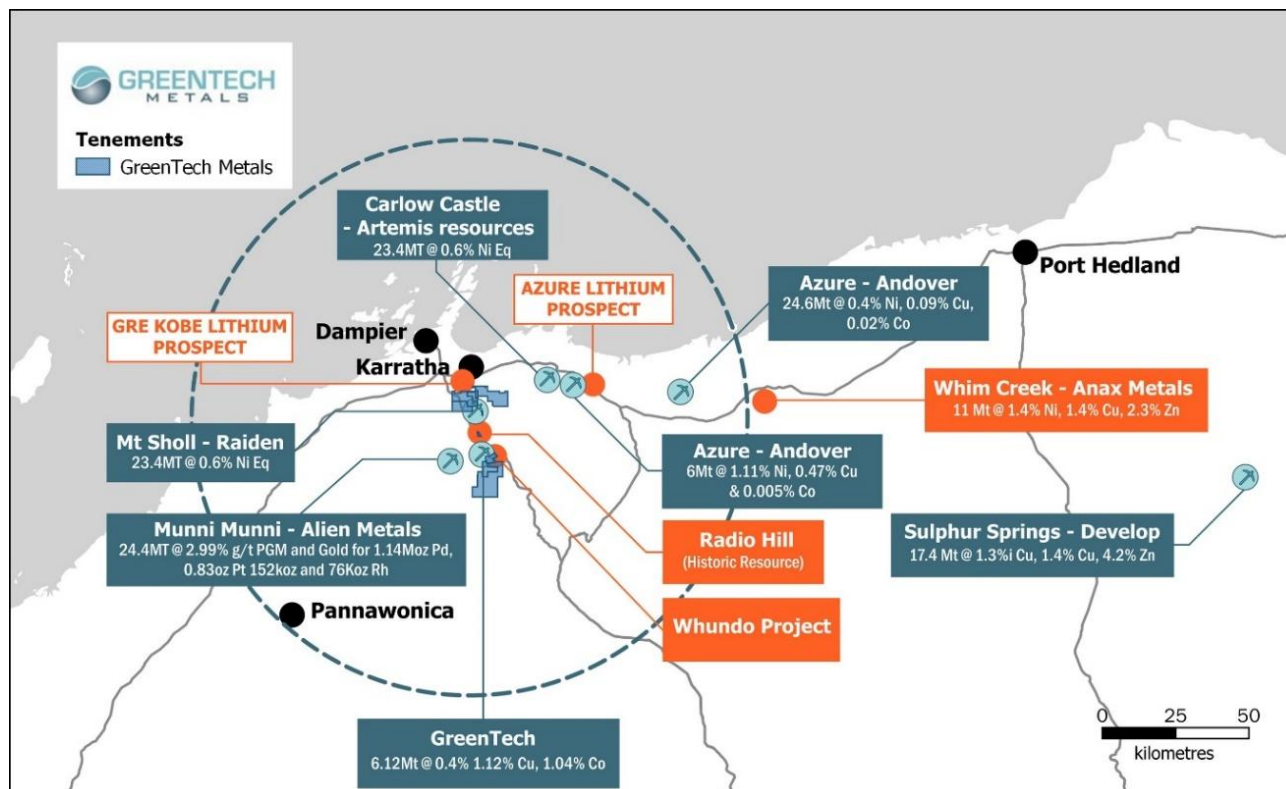 GREENTECH
METALS
Tenements
GreenTech Metals
Carlow Castle
- Artemis resources
23.4MT @ 0.6% Ni Eq
AZURE LITHIUM
PROSPECT
Azure - Andover
24.6Mt @ 0.4% Ni, 0.09% Cu,
0.02% Co
Port Hedland
GRE KOBE LITHIUM
PROSPECT
Dampier
Karratha
Whim Creek - Anax Metals
11 Mt @ 1.4% Ni, 1.4% Cu, 2.3% Zn
Mt Sholl - Raiden
23.4MT @ 0.6% Ni Eq
Azure - Andover
6Mt @ 1.11% Ni, 0.47% Cu
& 0.005% Co
Munni Munni - Alien Metals
24.4MT @ 2.99% g/t PGM and Gold for 1.14Moz Pd,
0.83oz Pt 152koz and 76Koz Rh
Radio Hill
(Historic Resource)
Sulphur Springs - Develop
17.4 Mt @ 1.3%i Cu, 1.4% Cu, 4.2% Zn
Pannawonica
Whundo Project
GreenTech
6.12Mt @ 0.4% 1.12% Cu, 1.04% Co
0 25 50
kilometres